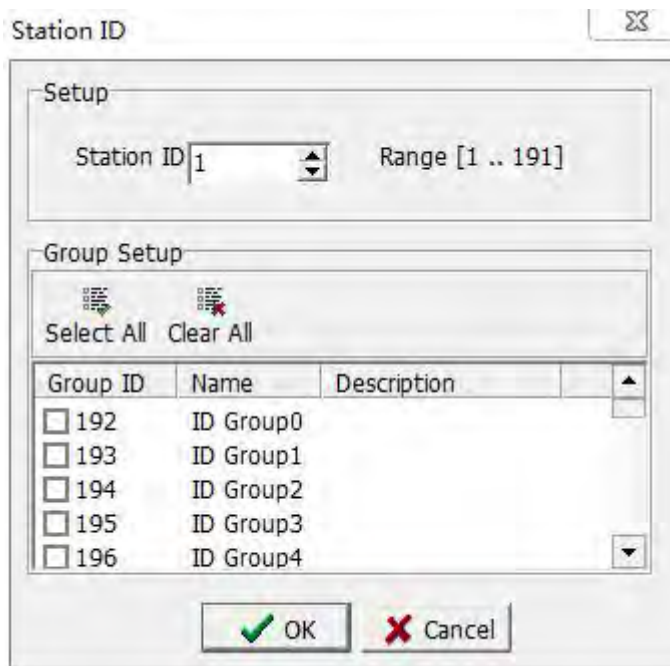 Station ID
Setup
Station ID 1 Range [1 .. 191]
Group Setup
Select All Clear All
Group ID Name Description
192 ID Group0
193 ID Group1
194 ID Group2
195 ID Group3
196 ID Group4
OK Cancel